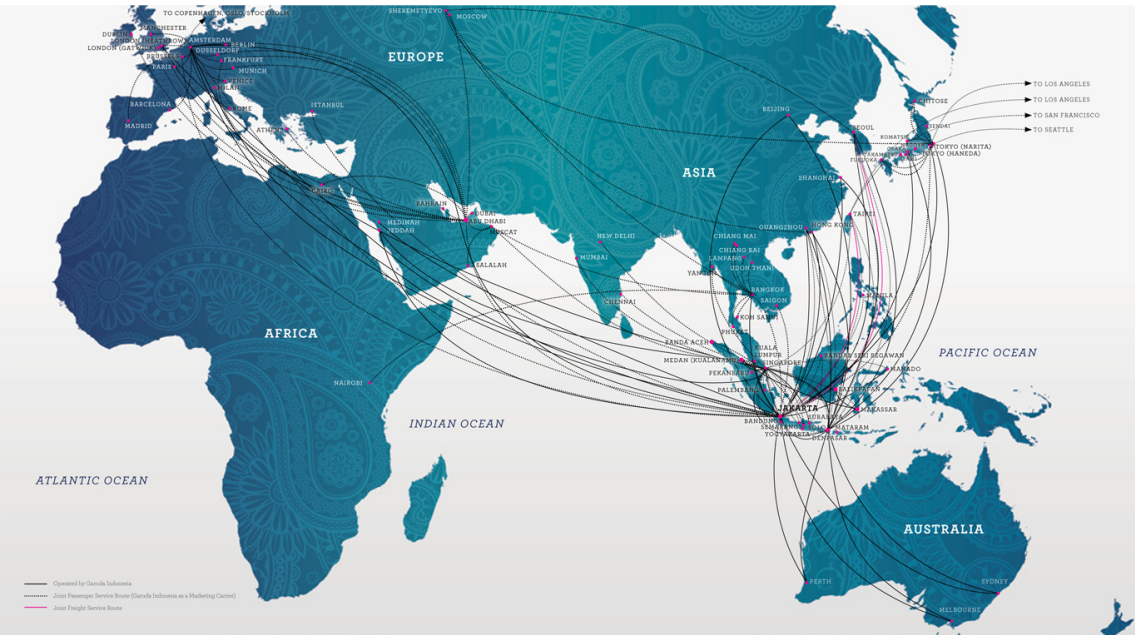 TO COPENHAGEN, OSLO/STOCKHOLM
SHEREMETYEVO
MOSCOW
MANCHESTER
DUBLIN
LONDON (HEATHROW)
AMSTERDAM
LONDON (GATWICK)
BERLIN
DUSSELDORF
BRUSSELS
FRANKFURT
PARIS
MUNICH
VENICE
MILAN
BARCELONA
ROME
ISTANBUL
MADRID
ATHENS
EUROPE
BEIJING
CHITOSE
TO LOS ANGELES
TO LOS ANGELES
TO SAN FRANCISCO
TO SEATTLE
SEOUL
SENDAI
KOMATSU
TOKYO (NARITA)
TOKYO (HANEDA)
FUKUOKA
ASIA
SHANGHAI
CAIRO
BAHRAIN
DUBAI
ABU DHABI
MUSCAT
MEDINAH
JEDDAH
SALALAH
TAIPEI
GUANGZHOU
HONG KONG
NEW DELHI
CHIANG MAI
CHIANG RAI
MUMBAI
LAMPANG
UDON THANI
YANGON
BANGKOK
SAIGON
MANILA
CHENNAI
KOH SAMUI
PHUKET
AFRICA
BANDA ACEH
KUALA
LUMPUR
SINGAPORE
BANDAR SERI BEGAWAN
PACIFIC OCEAN
MEDAN (KUALANAMU)
PEKANBARU
MANADO
NAIROBI
PALEMBANG
BALIKPAPAN
JAKARTA
MAKASSAR
INDIAN OCEAN
BANDUNG
SURABAYA
SEMARANG
SOLO
MATARAM
YOGYAKARTA
DENPASAR
ATLANTIC OCEAN
AUSTRALIA
PERTH
SYDNEY
MELBOURNE
Operated by Garuda Indonesia
Joint Passenger Service Route (Garuda Indonesia as a Marketing Carrier)
Joint Freight Service Route